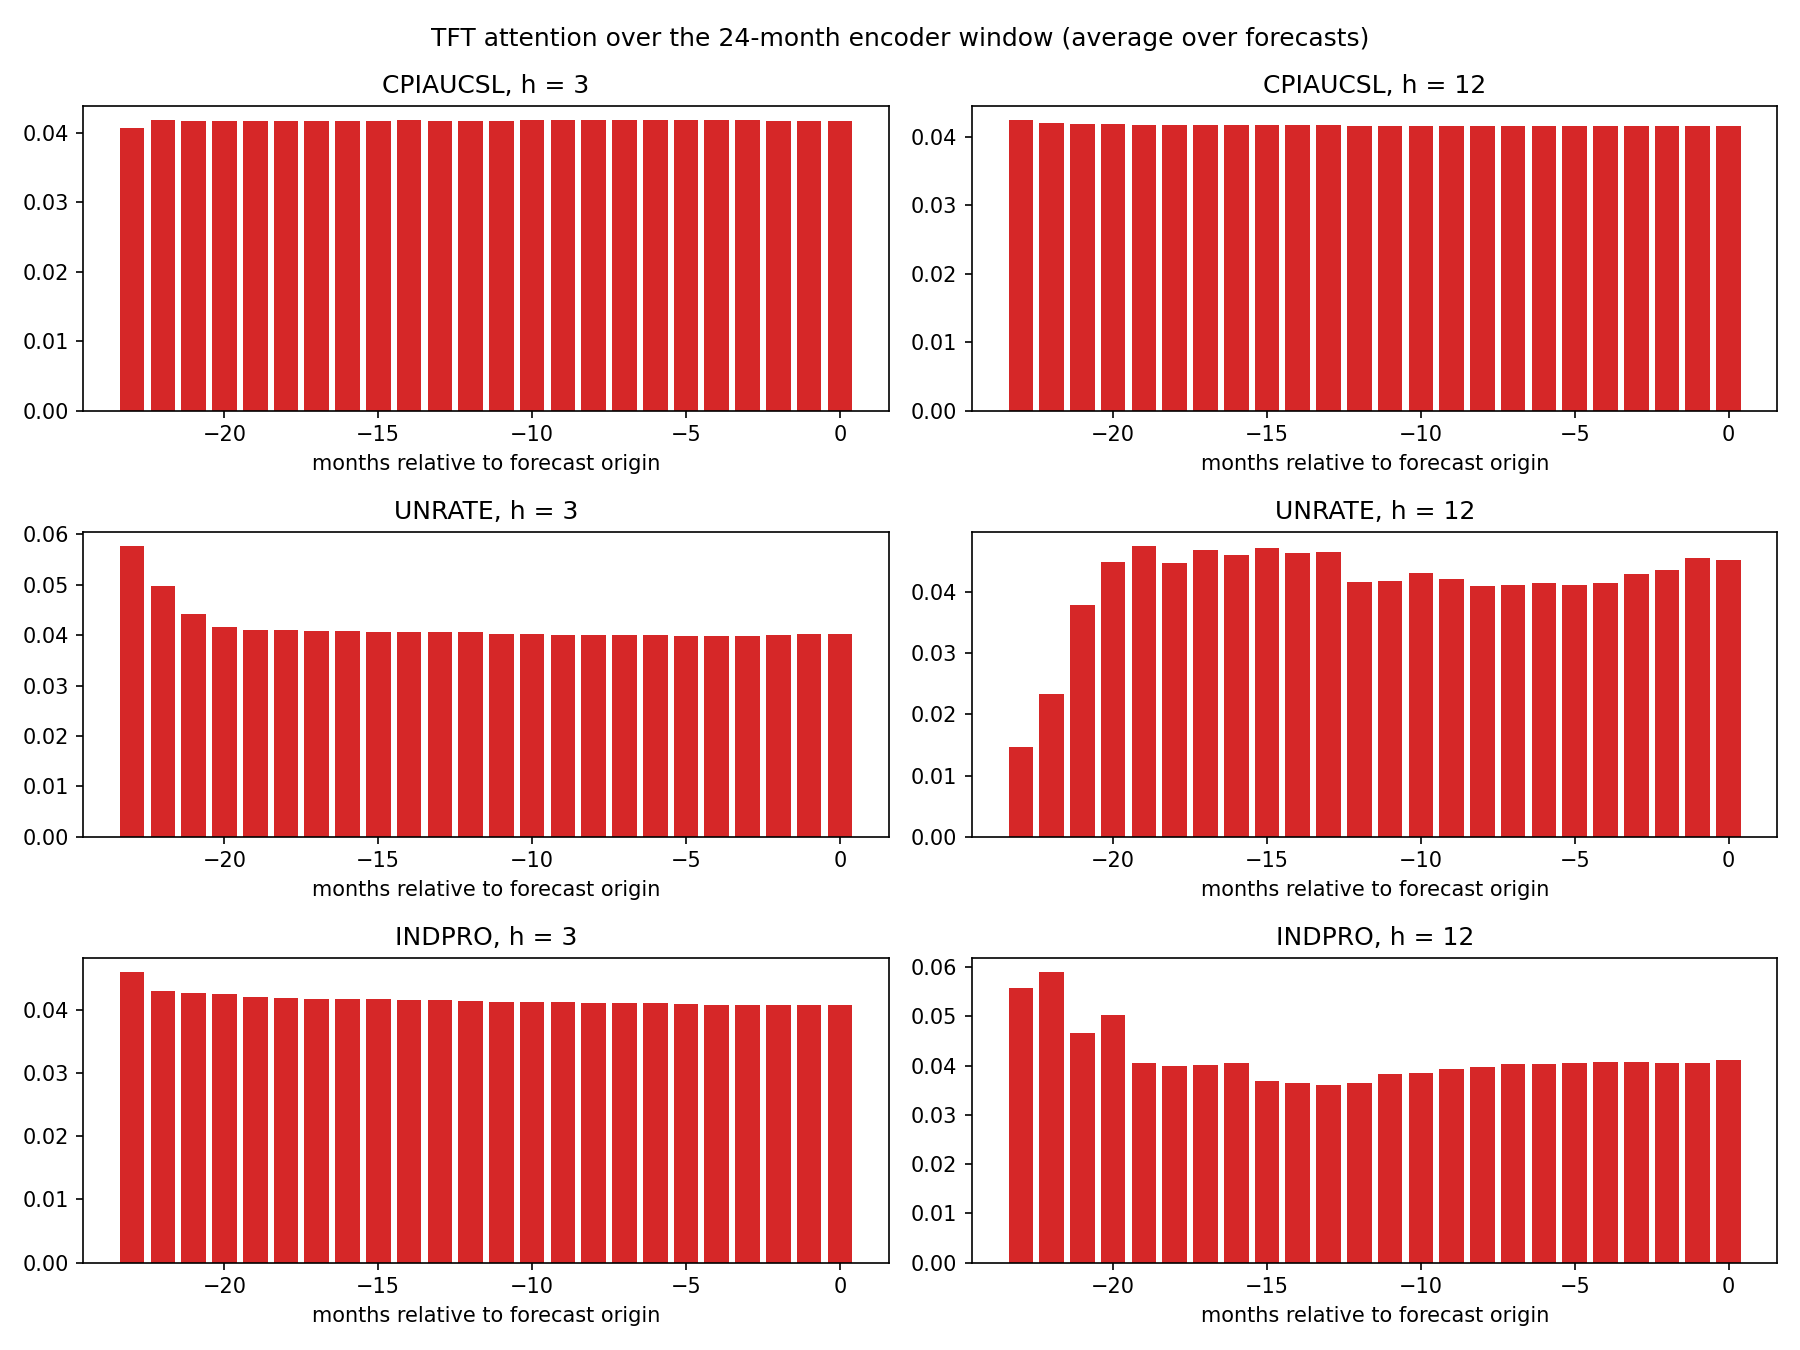 TFT attention over the 24-month encoder window (average over forecasts)
CPIAUCSL, h = 3
0.04
0.03
0.02
0.01
0.00
−20 −15 −10 −5 0
months relative to forecast origin
CPIAUCSL, h = 12
0.04
0.03
0.02
0.01
0.00
−20 −15 −10 −5 0
months relative to forecast origin
UNRATE, h = 3
0.06
0.05
0.04
0.03
0.02
0.01
0.00
−20 −15 −10 −5 0
months relative to forecast origin
UNRATE, h = 12
0.04
0.03
0.02
0.01
0.00
−20 −15 −10 −5 0
months relative to forecast origin
INDPRO, h = 3
0.04
0.03
0.02
0.01
0.00
−20 −15 −10 −5 0
months relative to forecast origin
INDPRO, h = 12
0.06
0.05
0.04
0.03
0.02
0.01
0.00
−20 −15 −10 −5 0
months relative to forecast origin